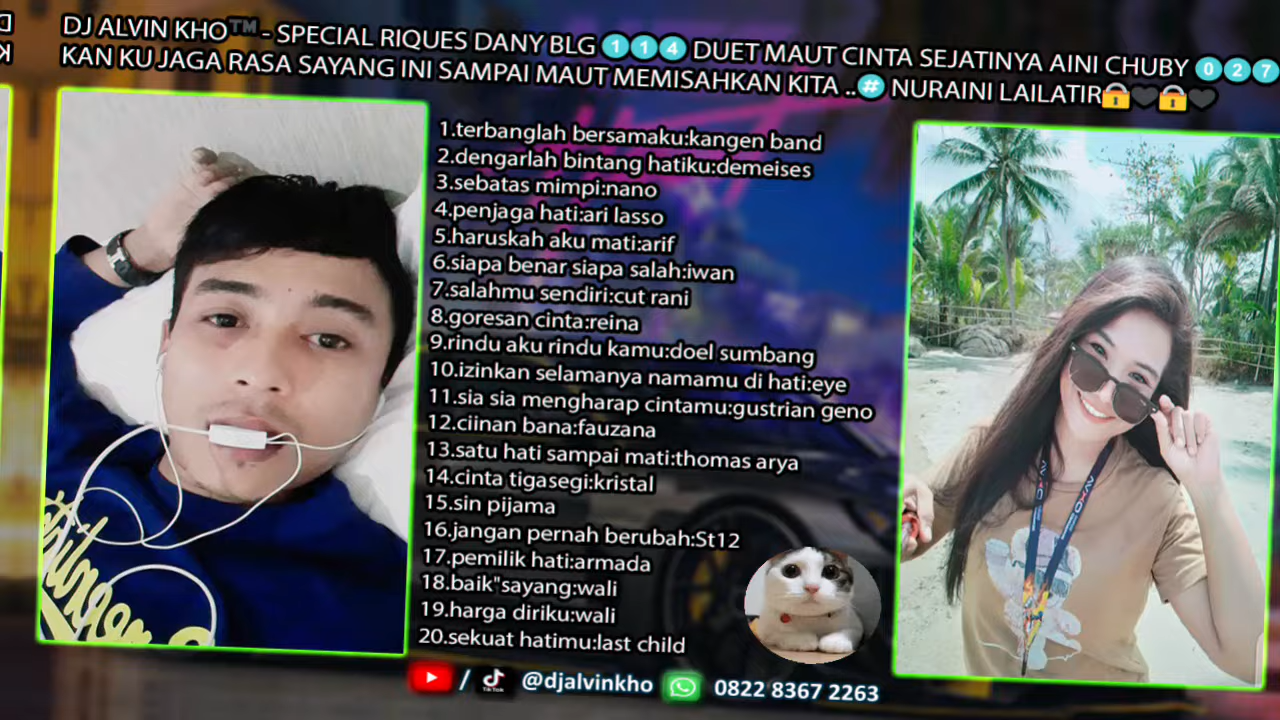 DJ ALVIN KHO™ - SPECIAL RIQUES DANY BLG 114 DUET MAUT CINTA SEJATINYA AINI CHUBY 027
KAN KU JAGA RASA SAYANG INI SAMPAI MAUT MEMISAHKAN KITA ..# NURAINI LAILATIR🔒🖤🔒🖤
1.terbanglah bersamaku:kangen band
2.dengarlah bintang hatiku:demeises
3.sebatas mimpi:nano
4.penjaga hati:ari lasso
5.haruskah aku mati:arif
6.siapa benar siapa salah:iwan
7.salahmu sendiri:cut rani
8.goresan cinta:reina
9.rindu aku rindu kamu:doel sumbang
10.izinkan selamanya namamu di hati:eye
11.sia sia mengharap cintamu:gustrian geno
12.ciinan bana:fauzana
13.satu hati sampai mati:thomas arya
14.cinta tigasegi:kristal
15.sin pijama
16.jangan pernah berubah:St12
17.pemilik hati:armada
18.baik"sayang:wali
19.harga diriku:wali
20.sekuat hatimu:last child
/ @djalvinkho 0822 8367 2263